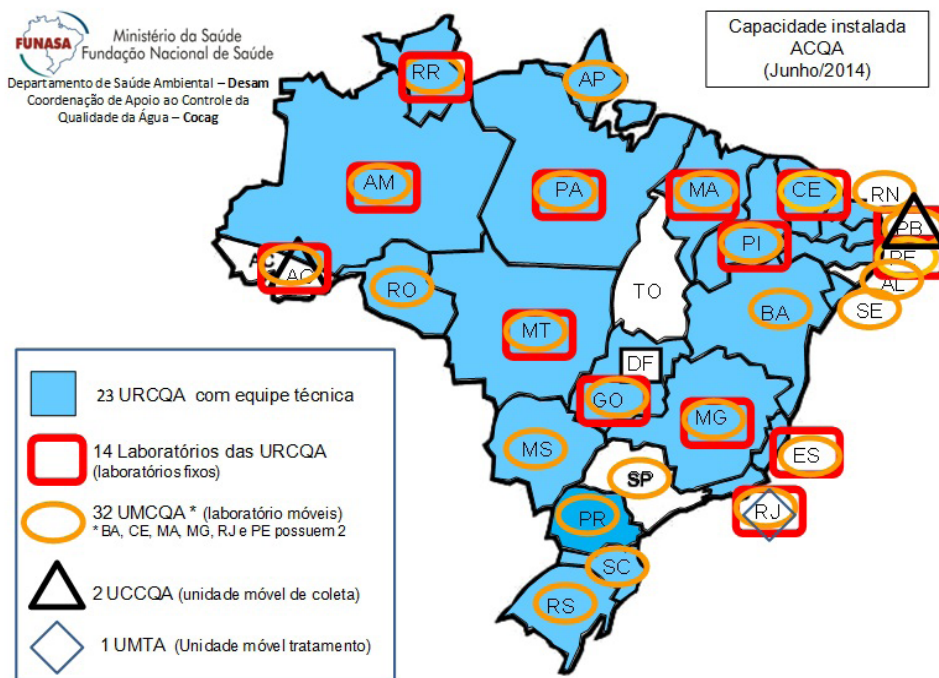 FUNASA
Ministério da Saúde
Fundação Nacional de Saúde
Departamento de Saúde Ambiental – Desam
Coordenação de Apoio ao Controle da
Qualidade da Água – Cocag
Capacidade instalada
ACQA
(Junho/2014)
RR
AP
AM
PA
MA
CE
RN
PB
PI
PE
AC
AC
AL
RO
TO
SE
BA
MT
DF
GO
MG
MS
ES
SP
RJ
PR
SC
RS
23 URCQA com equipe técnica
14 Laboratórios das URCQA
(laboratórios fixos)
32 UMCQA * (laboratório móveis)
* BA, CE, MA, MG, RJ e PE possuem 2
2 UCCQA (unidade móvel de coleta)
1 UMTA (Unidade móvel tratamento)